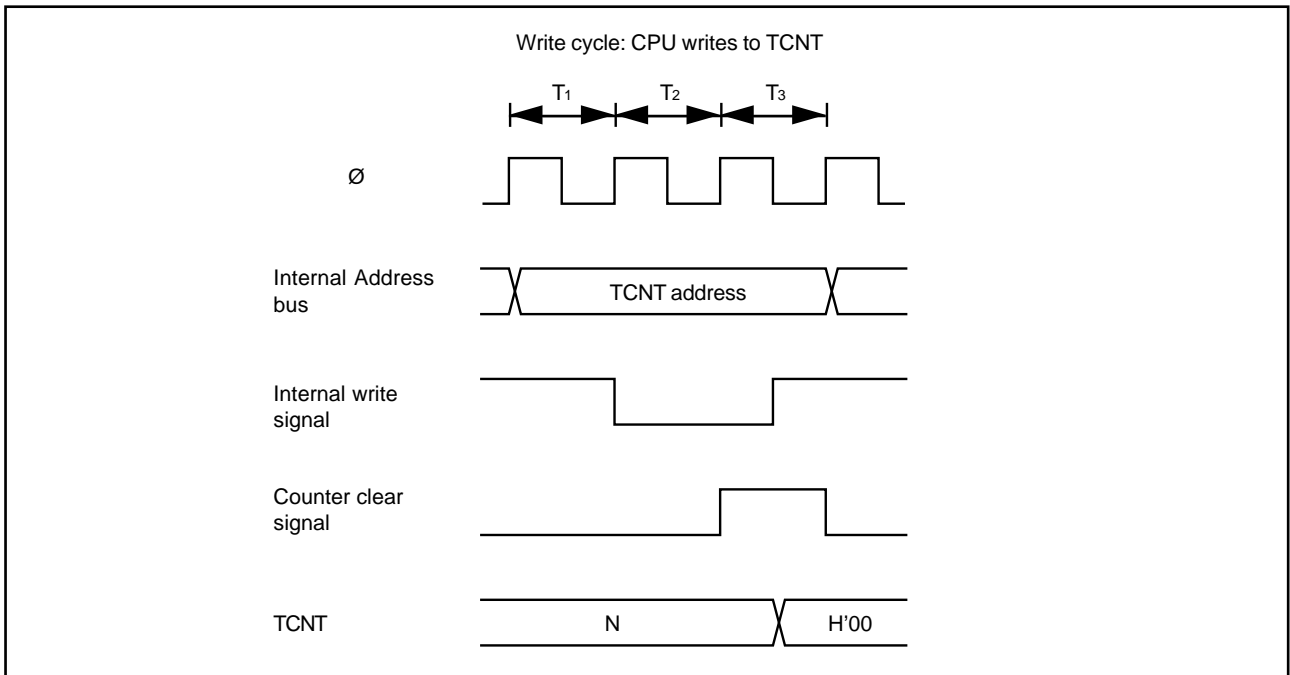 Write cycle: CPU writes to TCNT
T1 T2 T3
Ø
Internal Address
bus
TCNT address
Internal write
signal
Counter clear
signal
TCNT
N
H'00